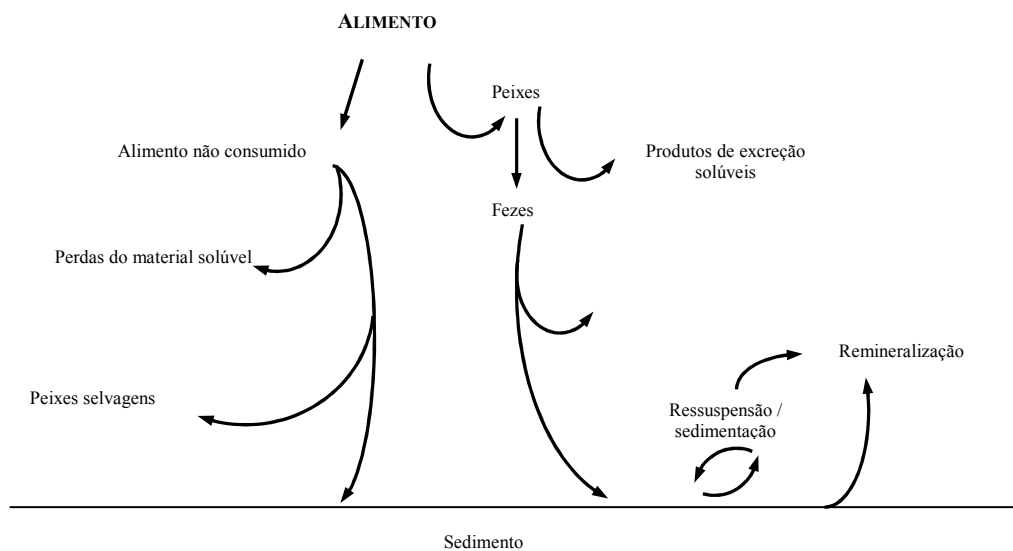 ALIMENTO
Peixes
Alimento não consumido
Produtos de excreção
solúveis
Fezes
Perdas do material solúvel
Remineralização
Peixes selvagens
Ressuspensão /
sedimentação
Sedimento